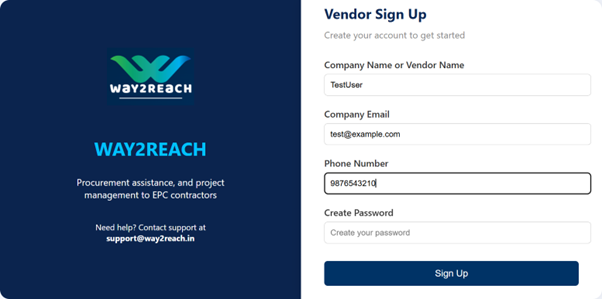 WAY2REACH
WAY2REACH
Procurement assistance, and project
management to EPC contractors
Need help? Contact support at
support@way2reach.in
Vendor Sign Up
Create your account to get started
Company Name or Vendor Name
TestUser
Company Email
test@example.com
Phone Number
9876543210
Create Password
Create your password
Sign Up